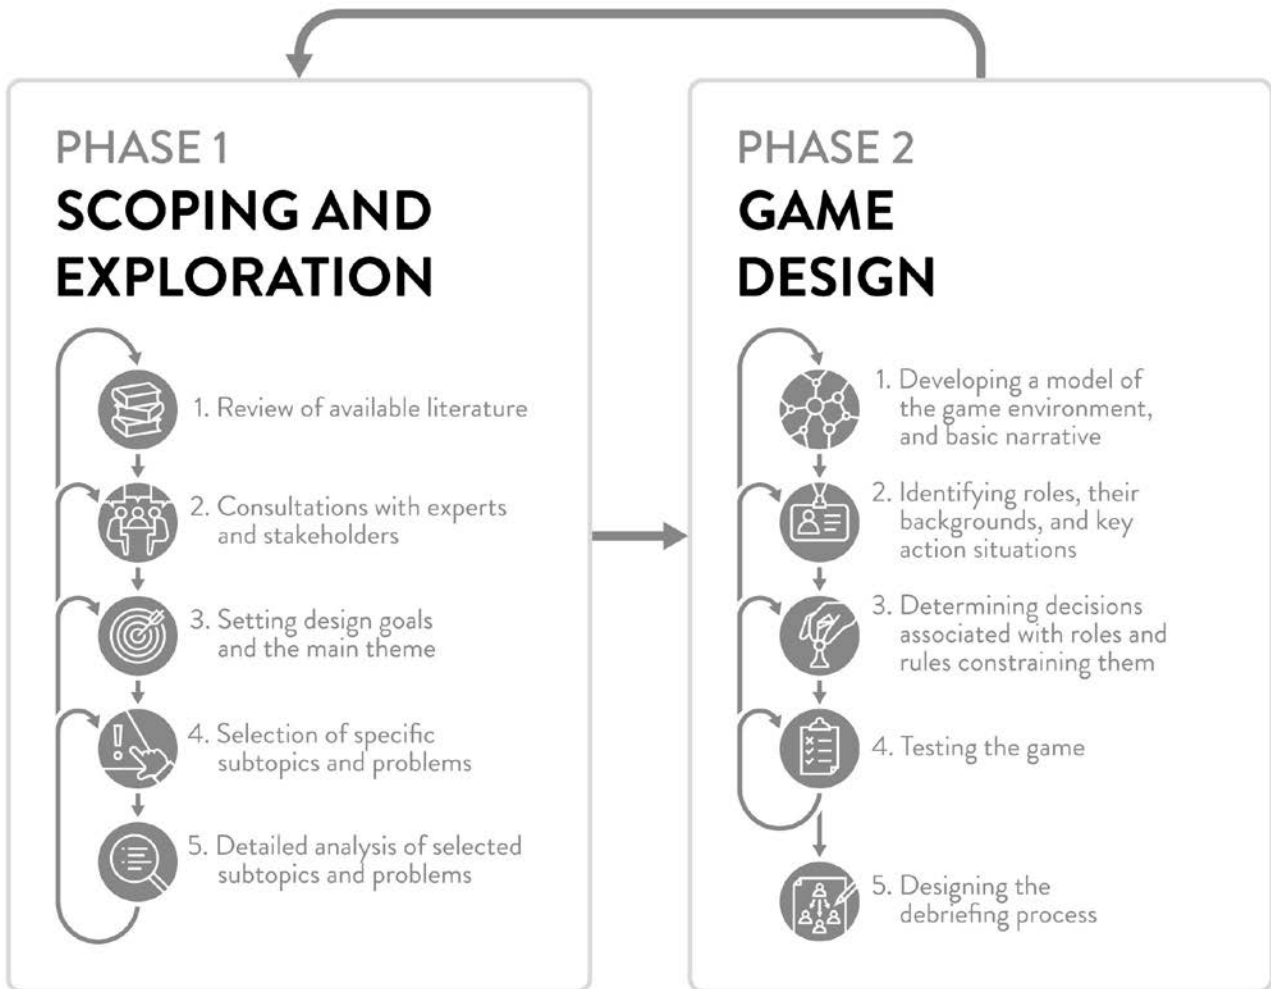 PHASE 1
SCOPING AND
EXPLORATION
1. Review of available literature
2. Consultations with experts
and stakeholders
3. Setting design goals
and the main theme
4. Selection of specific
subtopics and problems
5. Detailed analysis of selected
subtopics and problems
PHASE 2
GAME
DESIGN
1. Developing a model of
the game environment,
and basic narrative
2. Identifying roles, their
backgrounds, and key
action situations
3. Determining decisions
associated with roles and
rules constraining them
4. Testing the game
5. Designing the
debriefing process